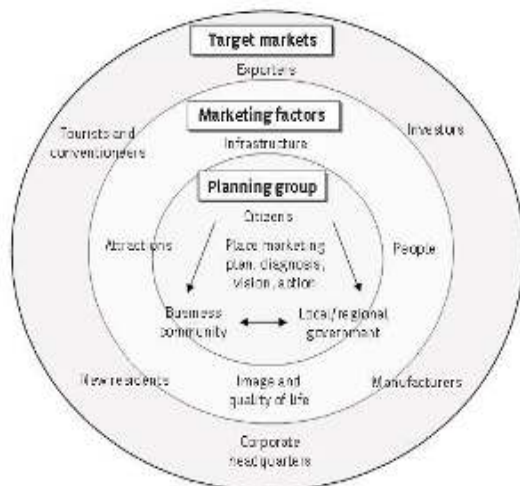 Target markets
Exporters
Marketing factors
Tourists and
conventioneers
Investors
Infrastructure
Planning group
Citizens
Attractions
Place marketing
plan, diagnosis,
vision, action
People
Business
community
Local/regional
government
New residents
Image and
quality of life
Manufacturers
Corporate
headquarters